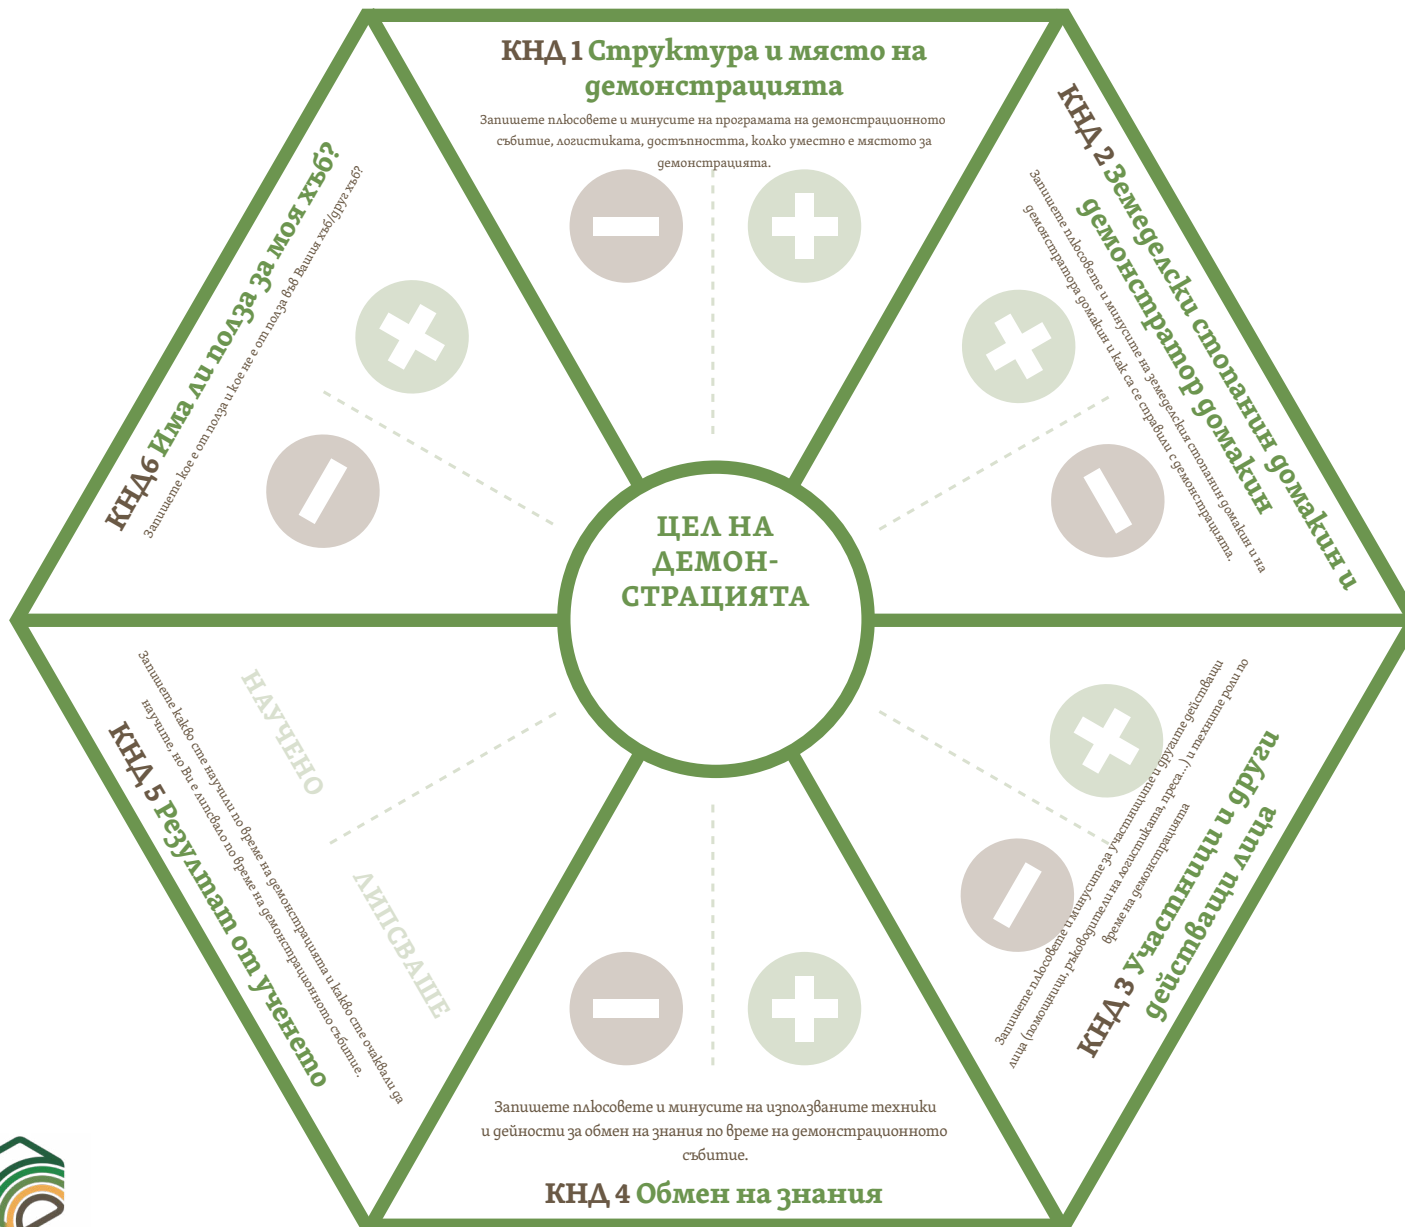 КНД 1 Структура и място на
демонстрацията
Запишете плюсовете и минусите на програмата на демонстрационното
събитие, логистиката, достъпността, колко уместно е мястото за
демонстрацията.
КНД 2 Земеделски стопанин домакин и
демонстратор домакин
Запишете плюсовете и минусите на земеделския стопанин домакин и на
демонстратора домакин и как са се справили с демонстрацията.
Запишете плюсовете и минусите за участниците и другите действащи
лица (помощници, ръководители на логистиката, преса...) и техните роли по
време на демонстрацията
КНД 3 Участници и други
действащи лица
Запишете плюсовете и минусите на използваните техники
и дейности за обмен на знания по време на демонстрационното
събитие.
КНД 4 Обмен на знания
НАУЧЕНО
ЛИПСВАШЕ
Запишете какво сте научили по време на демонстрацията и какво сте очаквали да
научите, но Ви е липсвало по време на демонстрационното събитие.
КНД 5 Резултат от ученето
КНД6 Има ли полза за моя хъб?
Запишете кое е от полза и кое не е от полза във Вашия хъб/друг хъб?
ЦЕЛ НА
ДЕМОН-
СТРАЦИЯТА